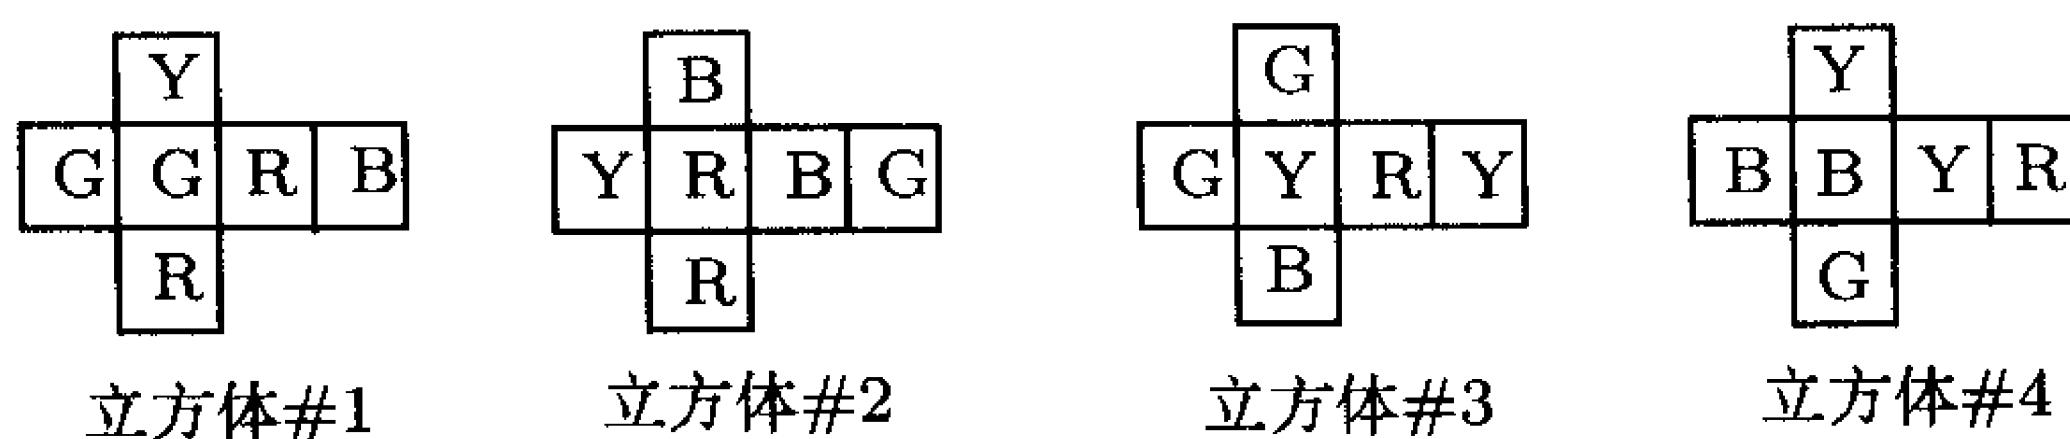 Y B G Y
G G R B Y R B G G Y R Y B B Y R
R R B G
立方体#1 立方体#2 立方体#3 立方体#4